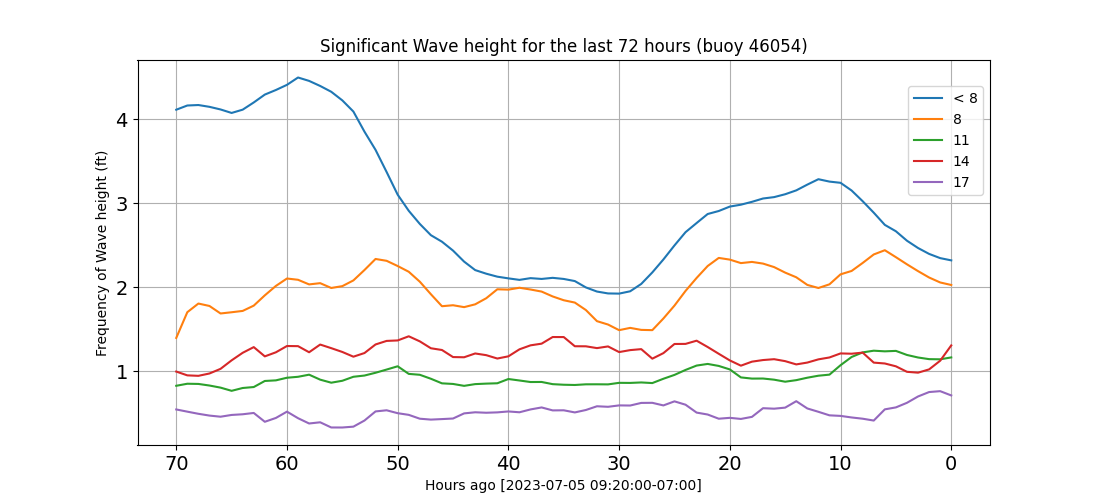 Significant Wave height for the last 72 hours (buoy 46054)
Frequency of Wave height (ft)
4
3
2
1
< 8
8
11
14
17
70 60 50 40 30 20 10 0
Hours ago [2023-07-05 09:20:00-07:00]